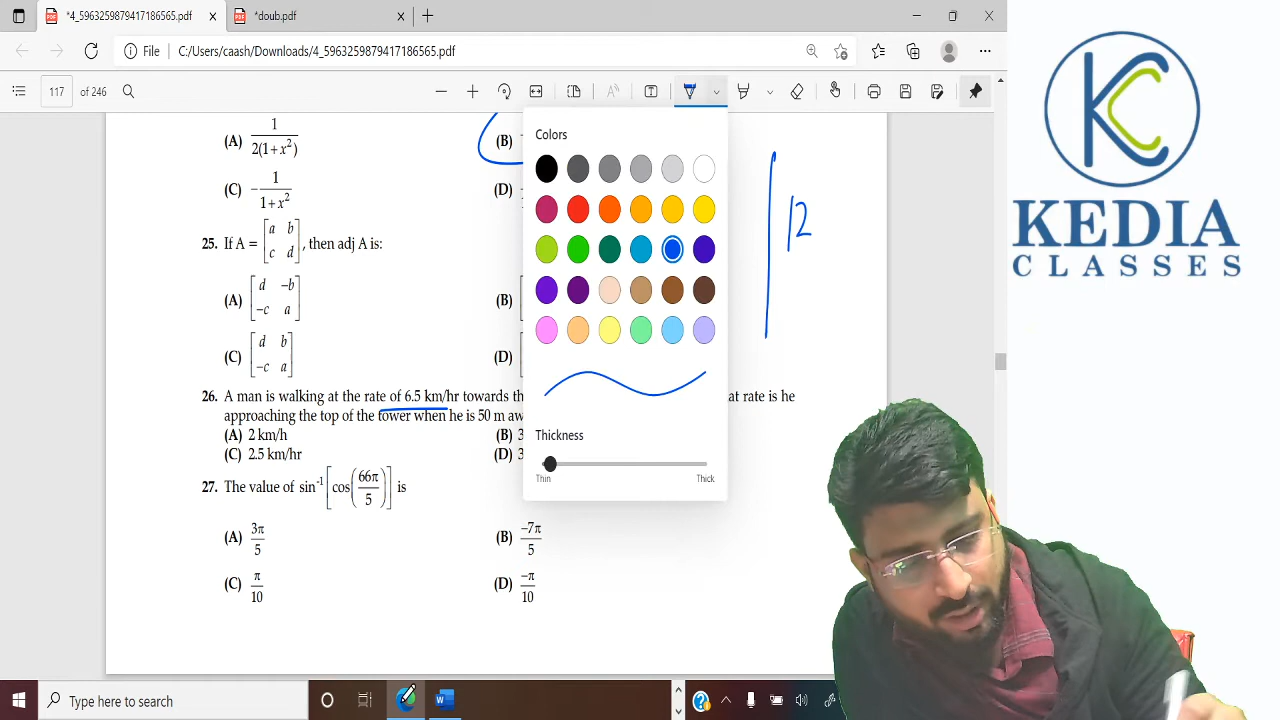 *4_5963259879417186565.pdf
*doub.pdf
File
C:/Users/caash/Downloads/4_5963259879417186565.pdf
117 of 246
(A) 1/2(1+x²)
(B)
(C) -1/1+x²
(D)
25. If A = [a b c d], then adj A is:
(A) [d -b -c a]
(B)
(C) [d b -c a]
(D)
26. A man is walking at the rate of 6.5 km/hr towards th
at rate is he
approaching the top of the tower when he is 50 m aw
(A) 2 km/h
(B) 3
(C) 2.5 km/hr
(D) 3
27. The value of sin⁻¹[cos(66π/5)] is
(A) 3π/5
(B) -7π/5
(C) π/10
(D) -π/10
Colors
Thickness
Thin
Thick
12
KC
KEDIA
CLASSES
Type here to search